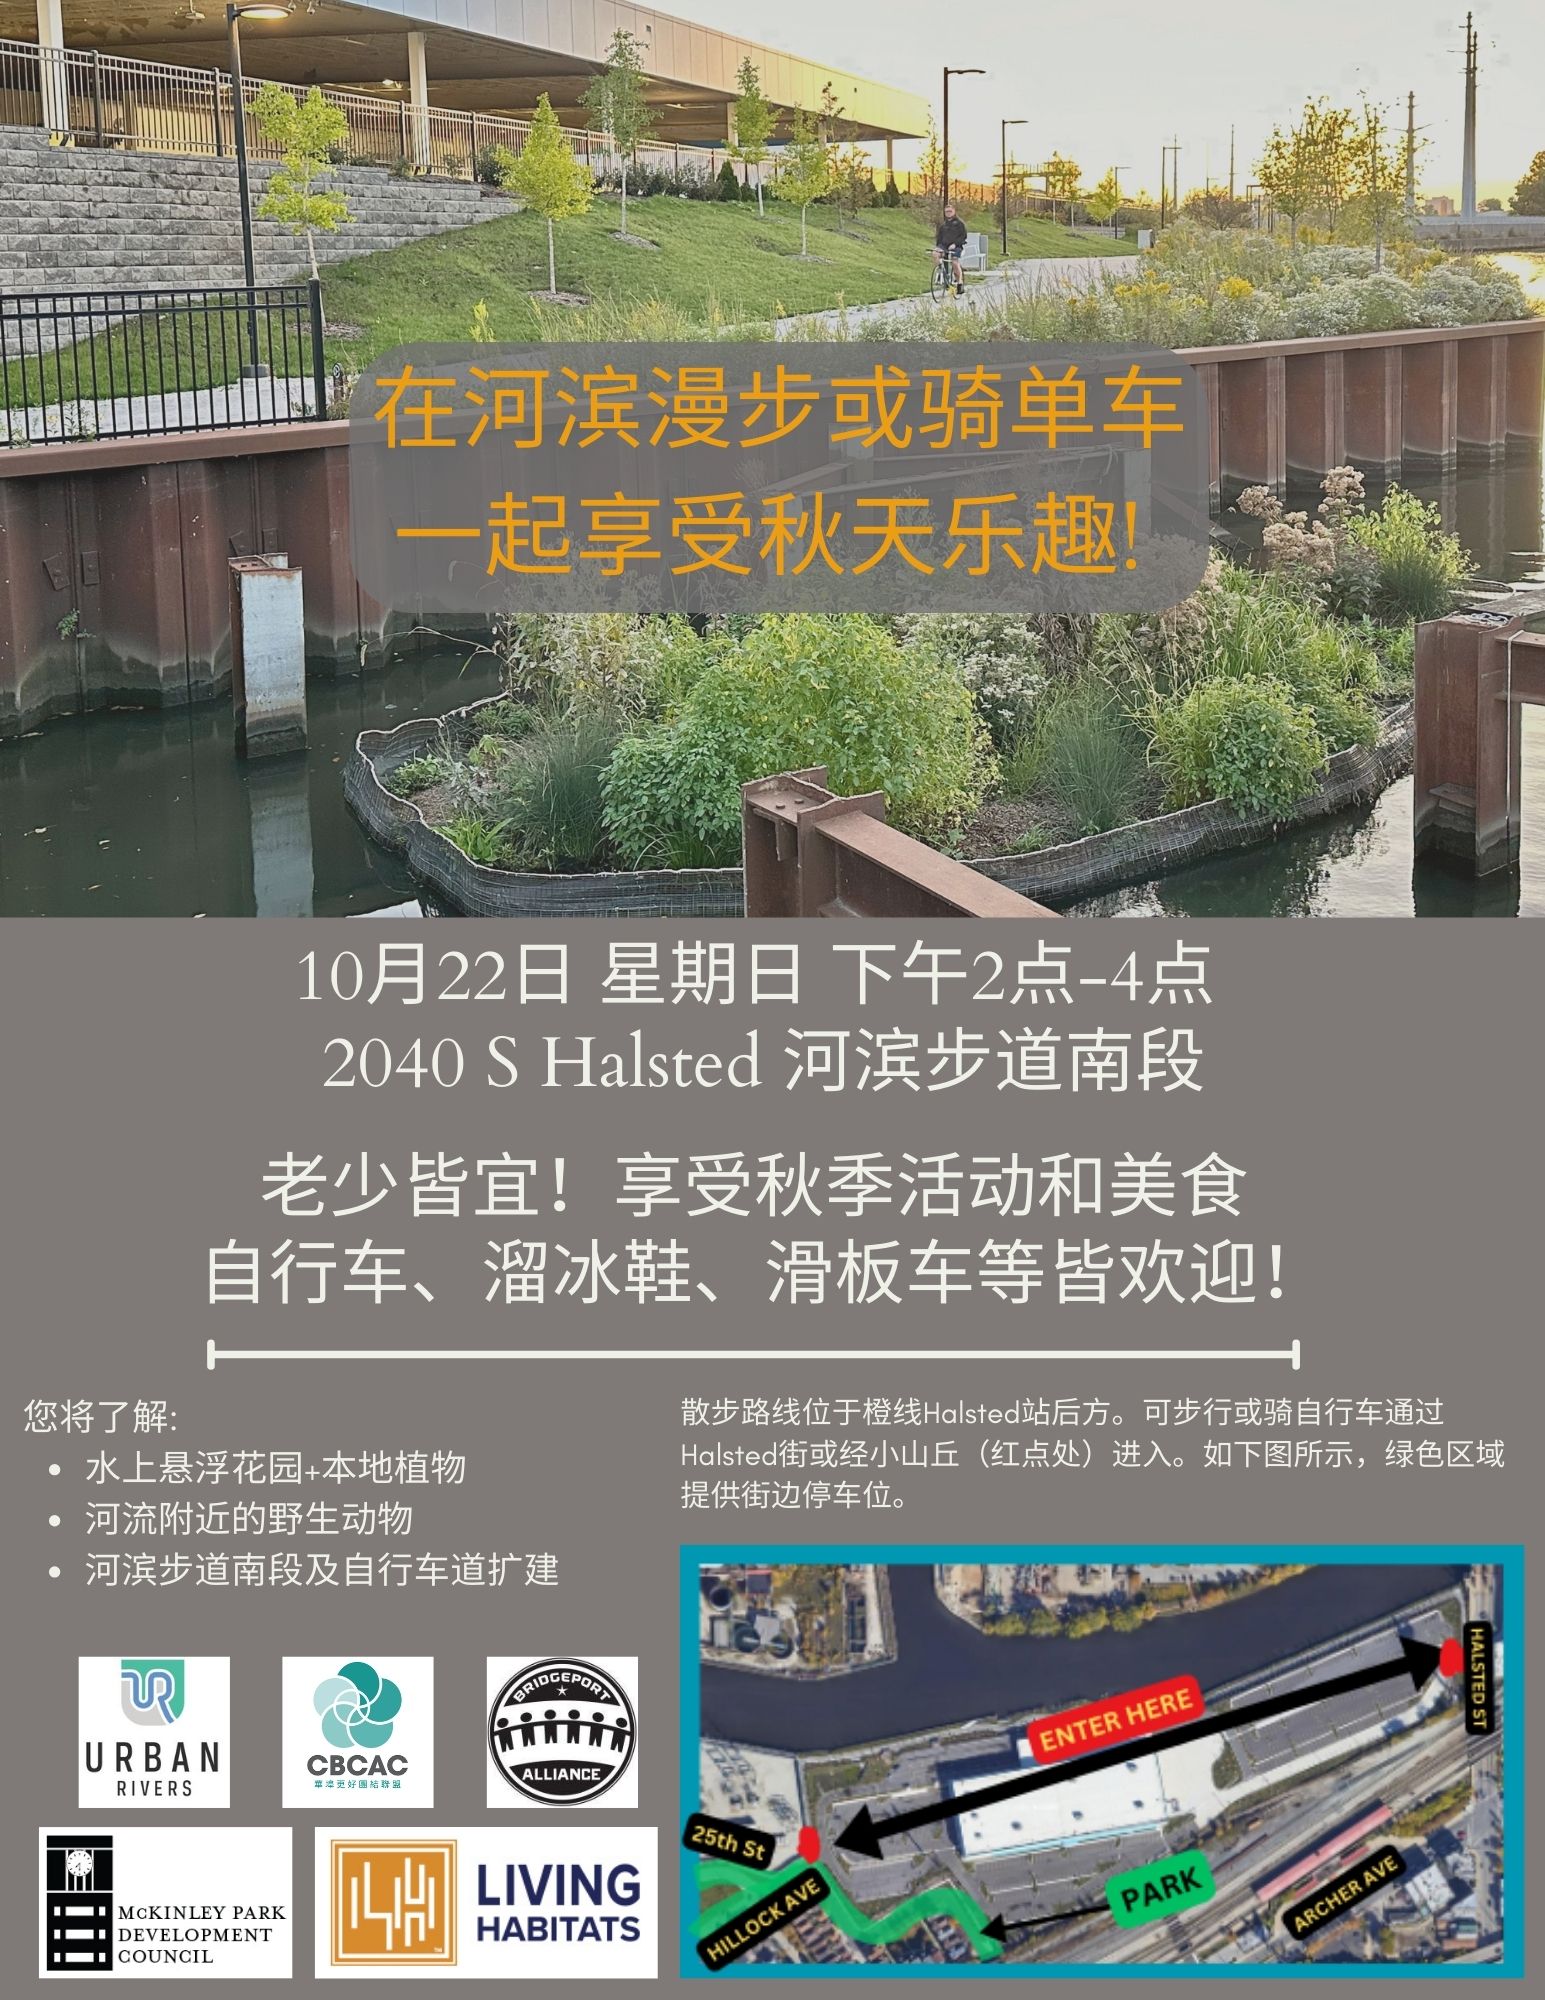 在河滨漫步或骑单车
一起享受秋天乐趣!
10月22日 星期日 下午2点-4点
2040 S Halsted 河滨步道南段
老少皆宜！享受秋季活动和美食
自行车、溜冰鞋、滑板车等皆欢迎！
您将了解:
• 水上悬浮花园+本地植物
• 河流附近的野生动物
• 河滨步道南段及自行车道扩建
散步路线位于橙线Halsted站后方。可步行或骑自行车通过
Halsted街或经小山丘（红点处）进入。如下图所示，绿色区域
提供街边停车位。
UR
URBAN
RIVERS
CBCAC
華埠更好團結聯盟
BRIDGEPORT
ALLIANCE
McKINLEY PARK
DEVELOPMENT
COUNCIL
LIVING
HABITATS
HALSTED ST
ENTER HERE
25th St
HILLOCK AVE
PARK
ARCHER AVE